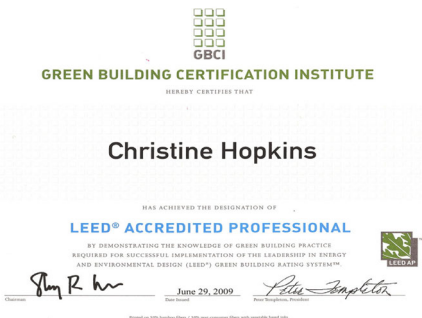 GBCI
GREEN BUILDING CERTIFICATION INSTITUTE
HEREBY CERTIFIES THAT
Christine Hopkins
HAS ACHIEVED THE DESIGNATION OF
LEED® ACCREDITED PROFESSIONAL
BY DEMONSTRATING THE KNOWLEDGE OF GREEN BUILDING PRACTICE
REQUIRED FOR SUCCESSFUL IMPLEMENTATION OF THE LEADERSHIP IN ENERGY
AND ENVIRONMENTAL DESIGN (LEED®) GREEN BUILDING RATING SYSTEM™.
LEED AP
June 29, 2009
Peter Templeton
Chairman
Date Issued
Peter Templeton, President